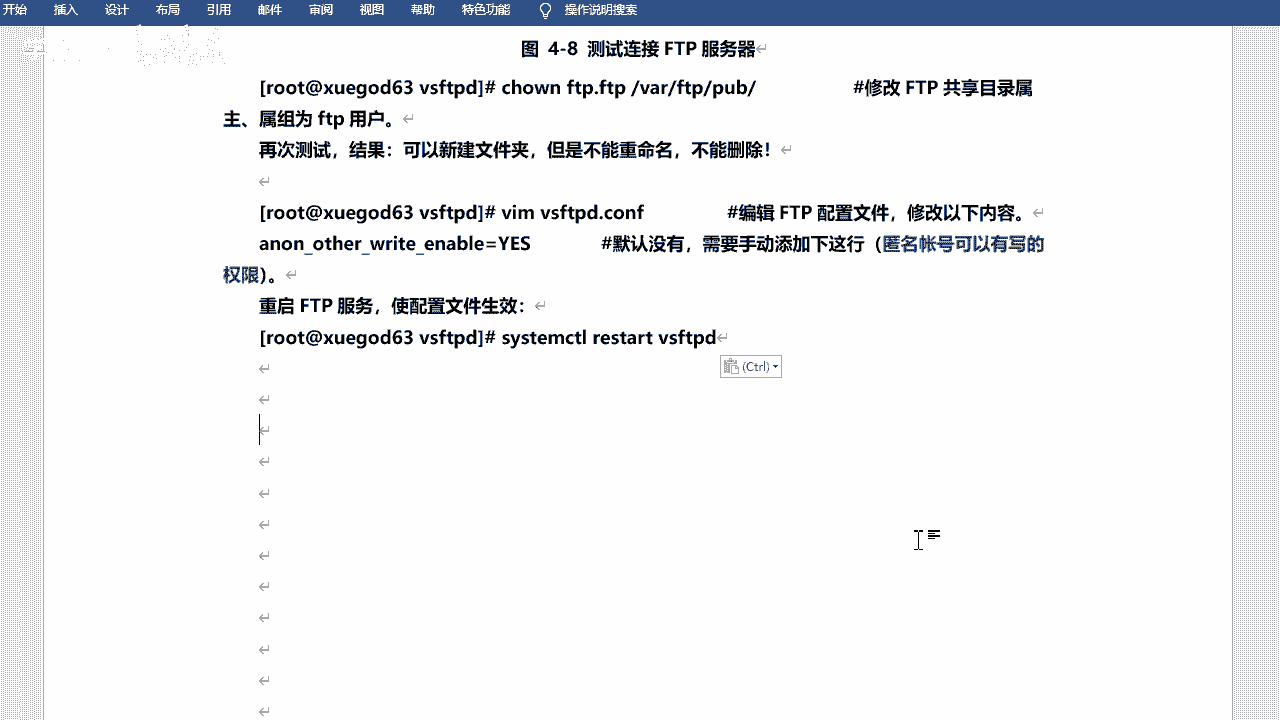 开始 插入 设计 布局 引用 邮件 审阅 视图 帮助 特色功能 操作说明搜索
图 4-8 测试连接 FTP 服务器
[root@xuegod63 vsftpd]# chown ftp.ftp /var/ftp/pub/ #修改 FTP 共享目录属
主、属组为 ftp 用户。
再次测试，结果：可以新建文件夹，但是不能重命名，不能删除！
[root@xuegod63 vsftpd]# vim vsftpd.conf #编辑 FTP 配置文件，修改以下内容。
anon_other_write_enable=YES #默认没有，需要手动添加下这行（匿名帐号可以有写的
权限）。
重启 FTP 服务，使配置文件生效：
[root@xuegod63 vsftpd]# systemctl restart vsftpd
(Ctrl)